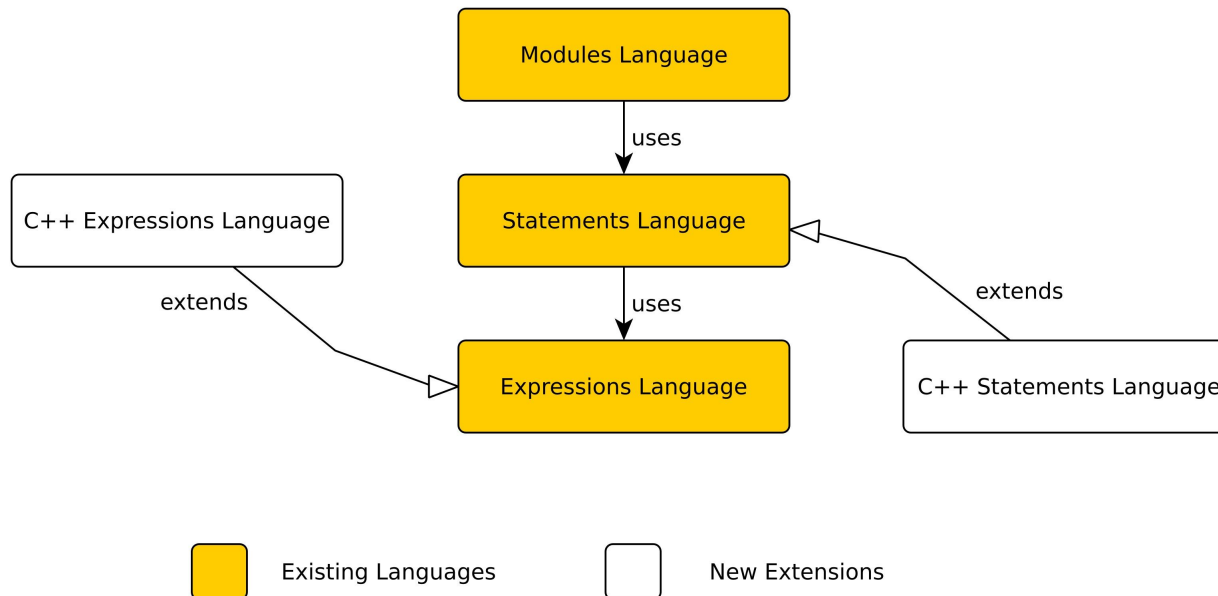 Modules Language
uses
C++ Expressions Language
Statements Language
extends
uses
extends
Expressions Language
C++ Statements Language
Existing Languages
New Extensions